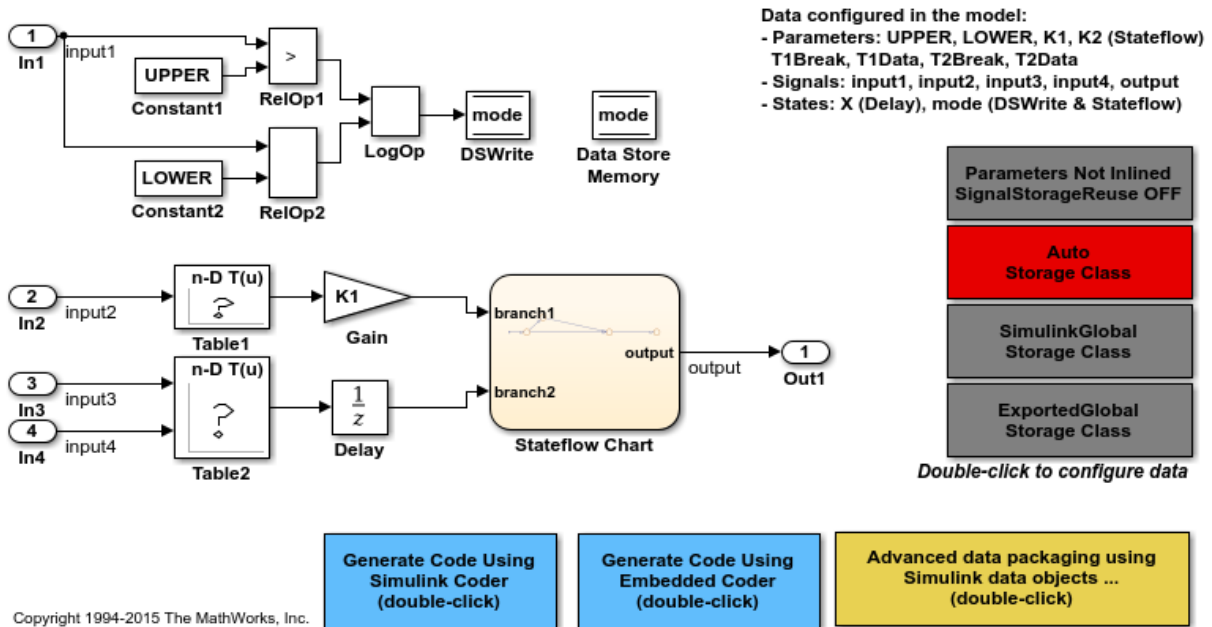 Data configured in the model:
- Parameters: UPPER, LOWER, K1, K2 (Stateflow)
T1Break, T1Data, T2Break, T2Data
- Signals: input1, input2, input3, input4, output
- States: X (Delay), mode (DSWrite & Stateflow)
1
In1
input1
UPPER
Constant1
>
RelOp1
LOWER
Constant2
RelOp2
LogOp
mode
DSWrite
mode
Data Store
Memory
Parameters Not Inlined
SignalStorageReuse OFF
Auto
Storage Class
SimulinkGlobal
Storage Class
ExportedGlobal
Storage Class
Double-click to configure data
2
In2
input2
n-D T(u)
Table1
K1
Gain
3
In3
input3
4
In4
input4
n-D T(u)
Table2
1
z
Delay
branch1
branch2
output
Stateflow Chart
output
1
Out1
Generate Code Using
Simulink Coder
(double-click)
Generate Code Using
Embedded Coder
(double-click)
Advanced data packaging using
Simulink data objects ...
(double-click)
Copyright 1994-2015 The MathWorks, Inc.